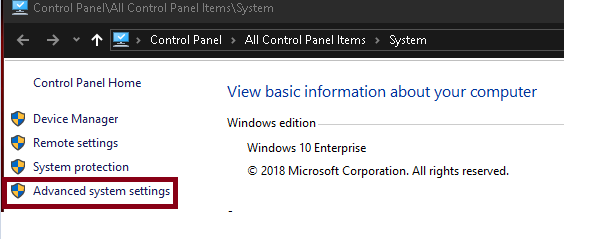 Control Panel\All Control Panel Items\System
Control Panel > All Control Panel Items > System
Control Panel Home
Device Manager
Remote settings
System protection
Advanced system settings
View basic information about your computer
Windows edition
Windows 10 Enterprise
© 2018 Microsoft Corporation. All rights reserved.